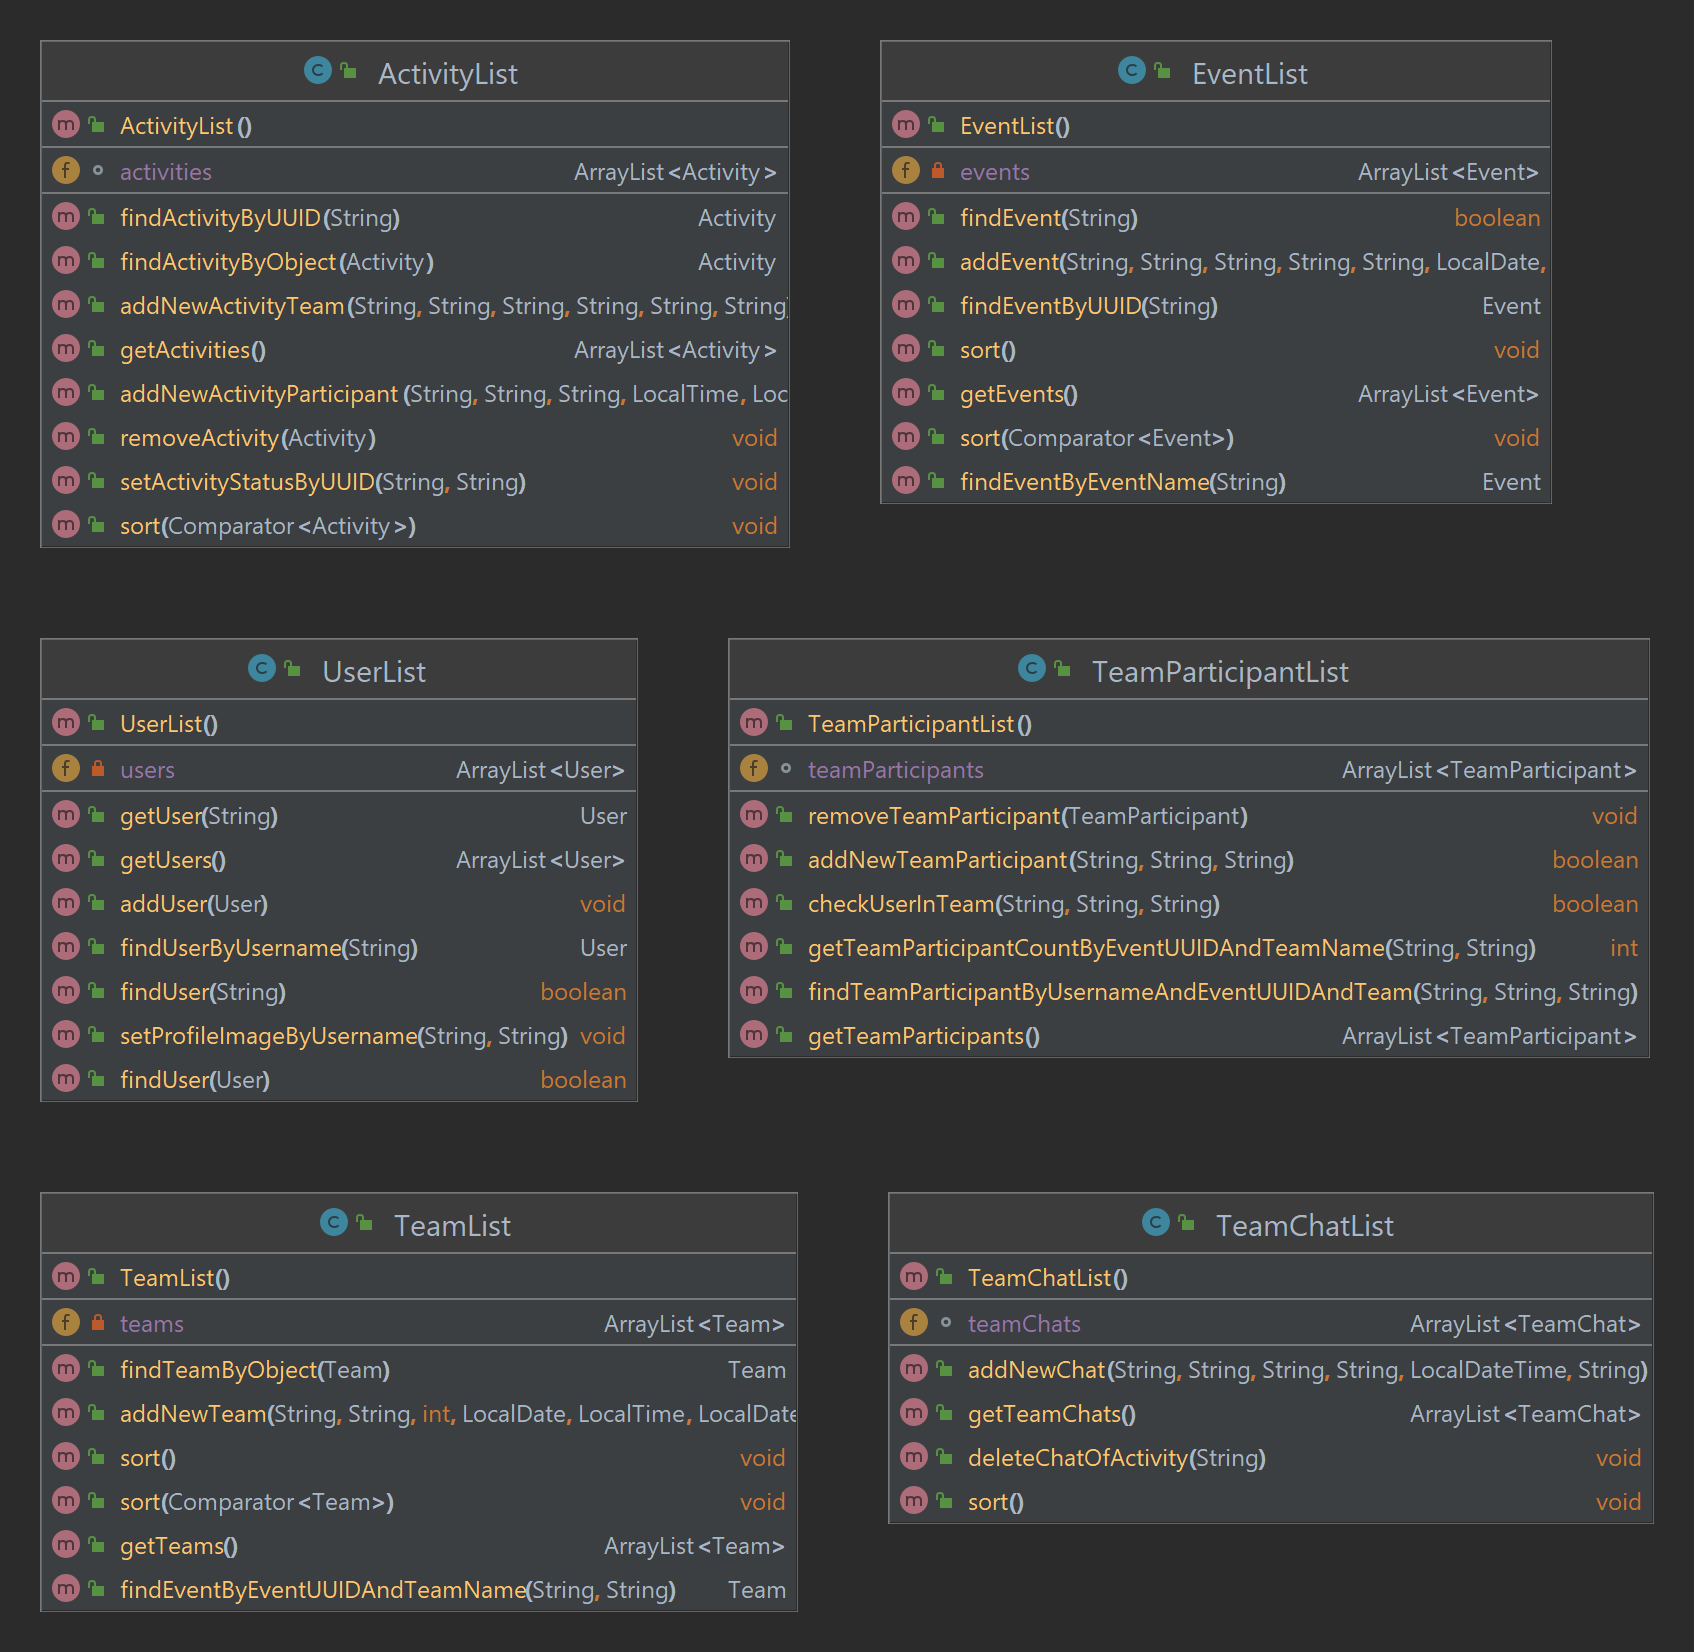 ActivityList
ActivityList()
activities ArrayList<Activity>
findActivityByUUID(String) Activity
findActivityByObject(Activity) Activity
addNewActivityTeam(String, String, String, String, String, String)
getActivities() ArrayList<Activity>
addNewActivityParticipant(String, String, String, LocalTime, Loc
removeActivity(Activity) void
setActivityStatusByUUID(String, String) void
sort(Comparator<Activity>) void
EventList
EventList()
events ArrayList<Event>
findEvent(String) boolean
addEvent(String, String, String, String, String, LocalDate,
findEventByUUID(String) Event
sort() void
getEvents() ArrayList<Event>
sort(Comparator<Event>) void
findEventByEventName(String) Event
UserList
UserList()
users ArrayList<User>
getUser(String) User
getUsers() ArrayList<User>
addUser(User) void
findUserByUsername(String) User
findUser(String) boolean
setProfileImageByUsername(String, String) void
findUser(User) boolean
TeamParticipantList
TeamParticipantList()
teamParticipants ArrayList<TeamParticipant>
removeTeamParticipant(TeamParticipant) void
addNewTeamParticipant(String, String, String) boolean
checkUserInTeam(String, String, String) boolean
getTeamParticipantCountByEventUUIDAndTeamName(String, String) int
findTeamParticipantByUsernameAndEventUUIDAndTeam(String, String, String)
getTeamParticipants() ArrayList<TeamParticipant>
TeamList
TeamList()
teams ArrayList<Team>
findTeamByObject(Team) Team
addNewTeam(String, String, int, LocalDate, LocalTime, LocalDate
sort() void
sort(Comparator<Team>) void
getTeams() ArrayList<Team>
findEventByEventUUIDAndTeamName(String, String) Team
TeamChatList
TeamChatList()
teamChats ArrayList<TeamChat>
addNewChat(String, String, String, String, LocalDateTime, String)
getTeamChats() ArrayList<TeamChat>
deleteChatOfActivity(String) void
sort() void